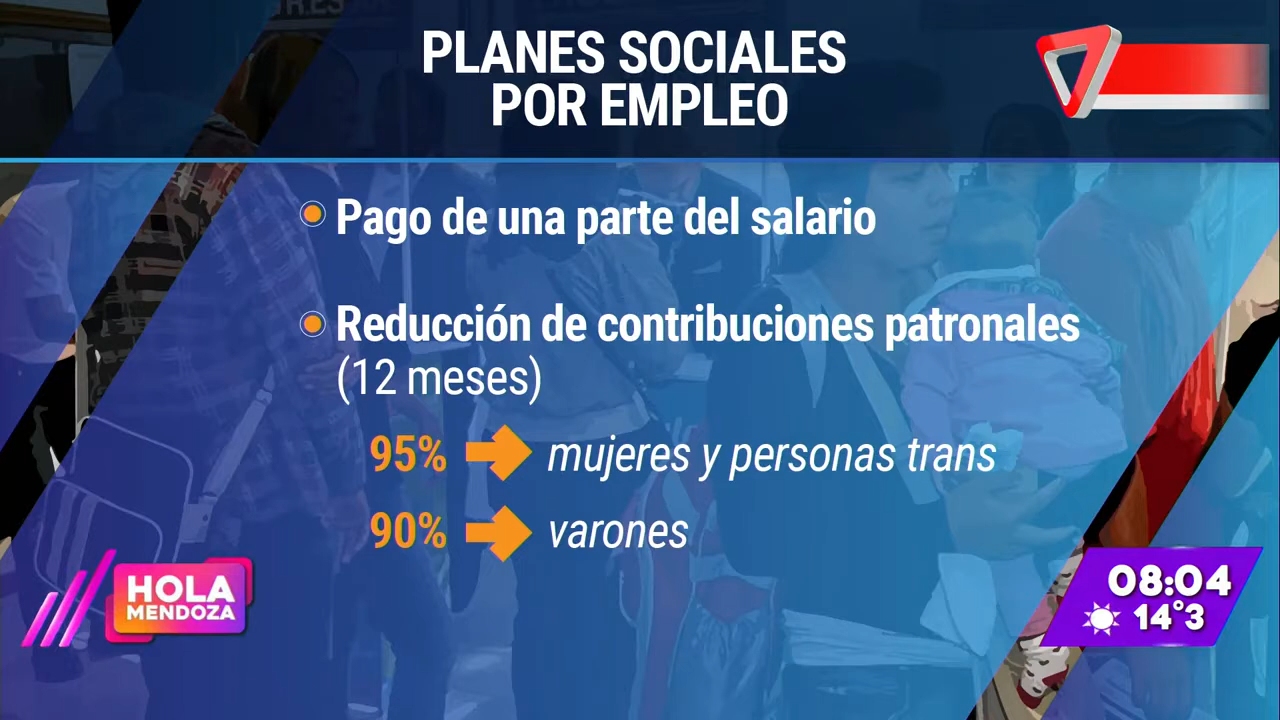 PLANES SOCIALES
POR EMPLEO
Pago de una parte del salario
Reducción de contribuciones patronales
(12 meses)
95% mujeres y personas trans
90% varones
HOLA
MENDOZA
08:04
14°3